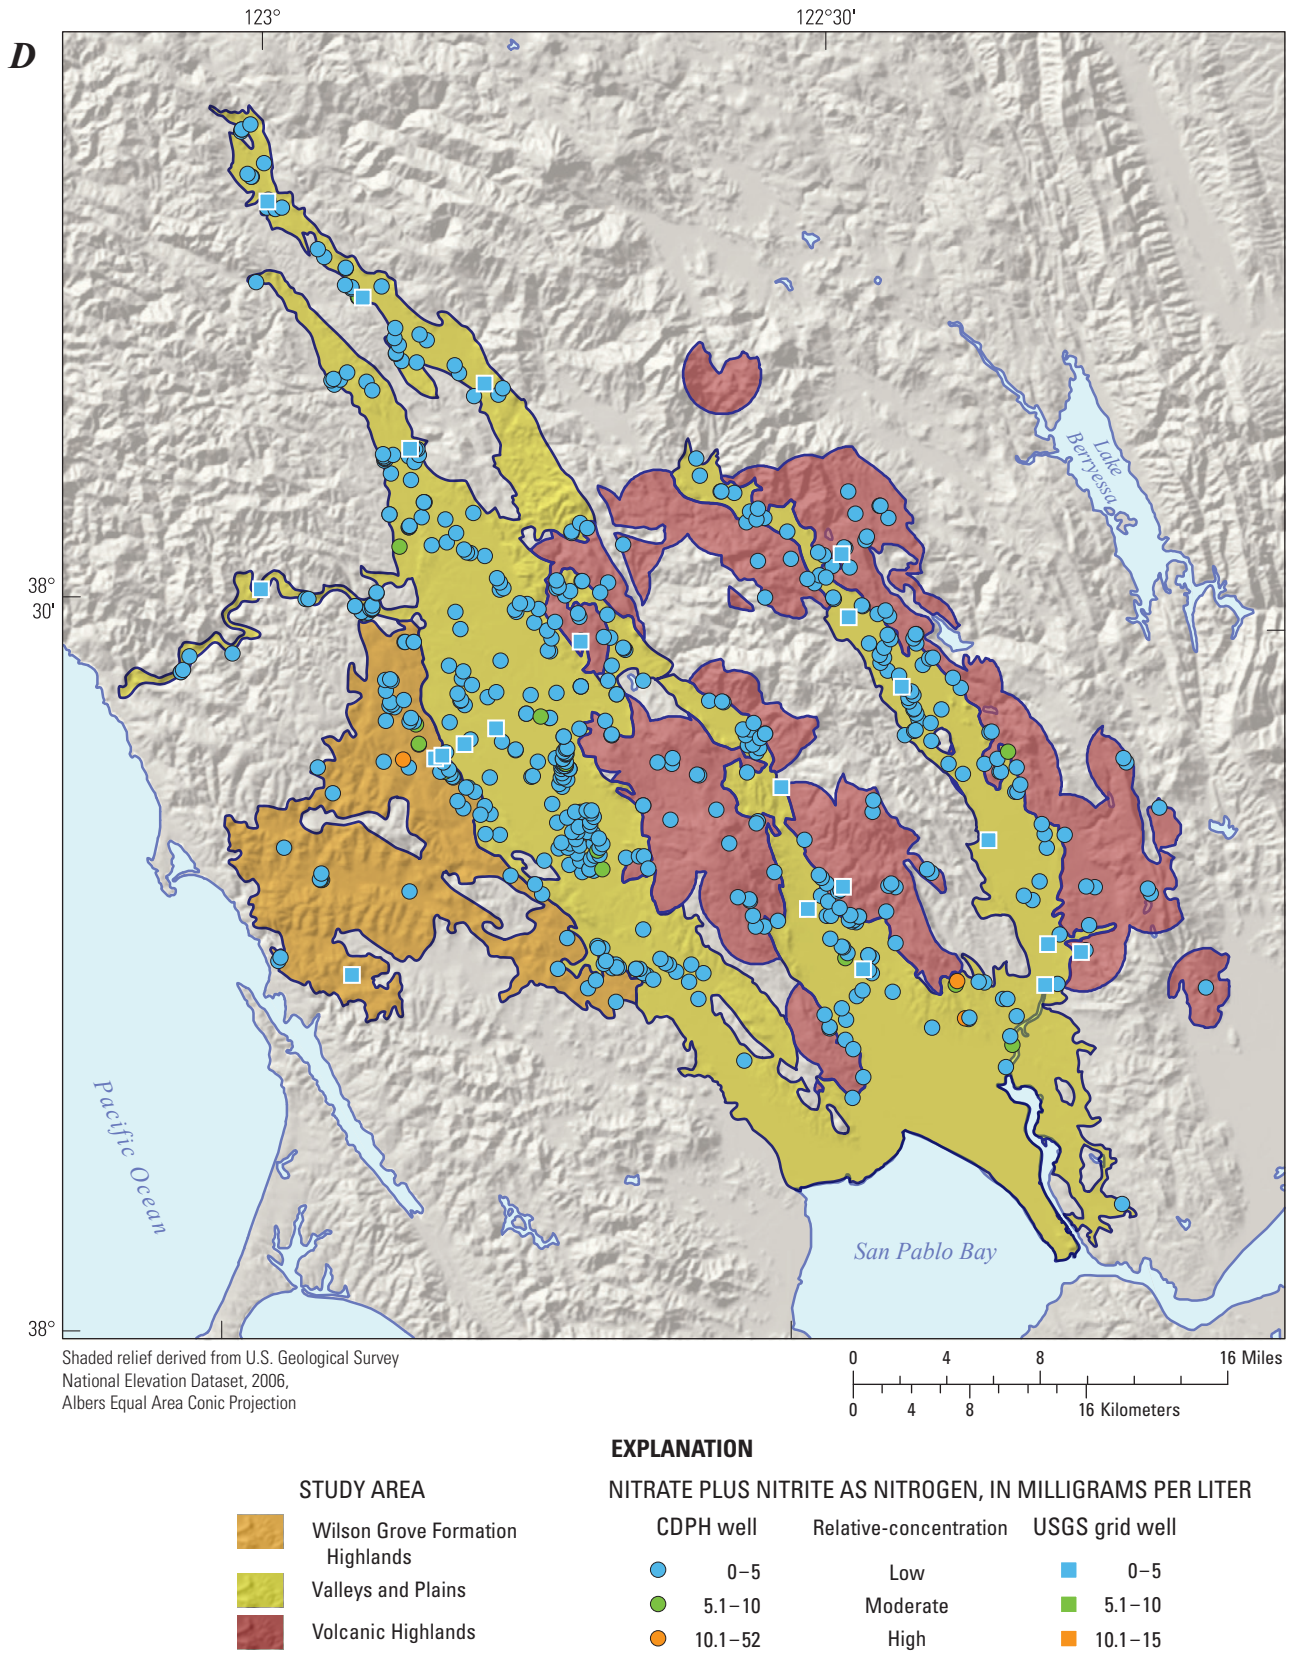 D
123°
122°30'
Lake
Berryessa
38°
30'
Pacific Ocean
San Pablo Bay
38°
Shaded relief derived from U.S. Geological Survey
National Elevation Dataset, 2006,
Albers Equal Area Conic Projection
0 4 8 16 Miles
0 4 8 16 Kilometers
EXPLANATION
STUDY AREA
Wilson Grove Formation
Highlands
Valleys and Plains
Volcanic Highlands
NITRATE PLUS NITRITE AS NITROGEN, IN MILLIGRAMS PER LITER
CDPH well Relative-concentration USGS grid well
0–5 Low 0–5
5.1–10 Moderate 5.1–10
10.1–52 High 10.1–15